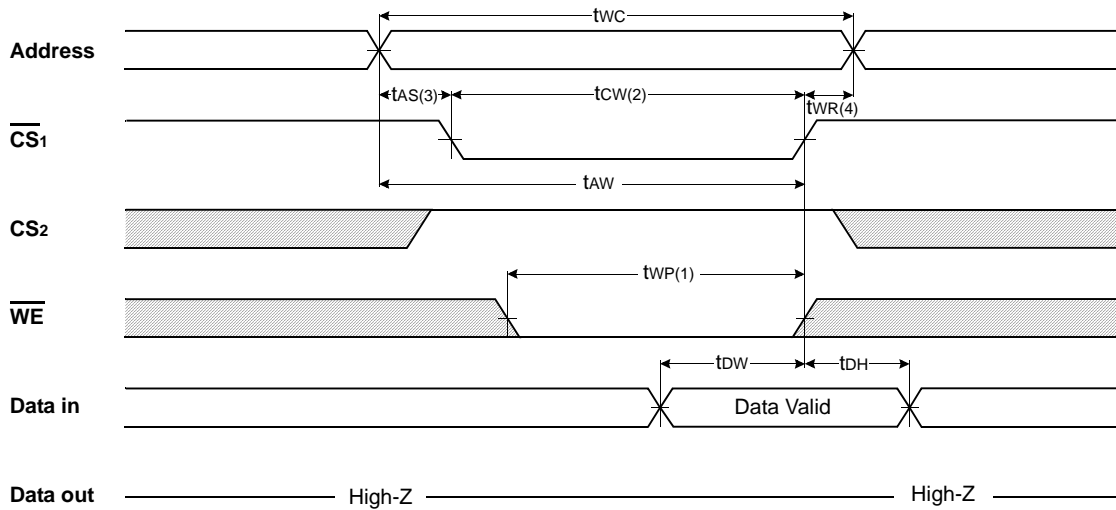 tWC
Address
tAS(3) tCW(2) tWR(4)
CS1
tAW
CS2
tWP(1)
WE
tDW tDH
Data in Data Valid
Data out High-Z High-Z